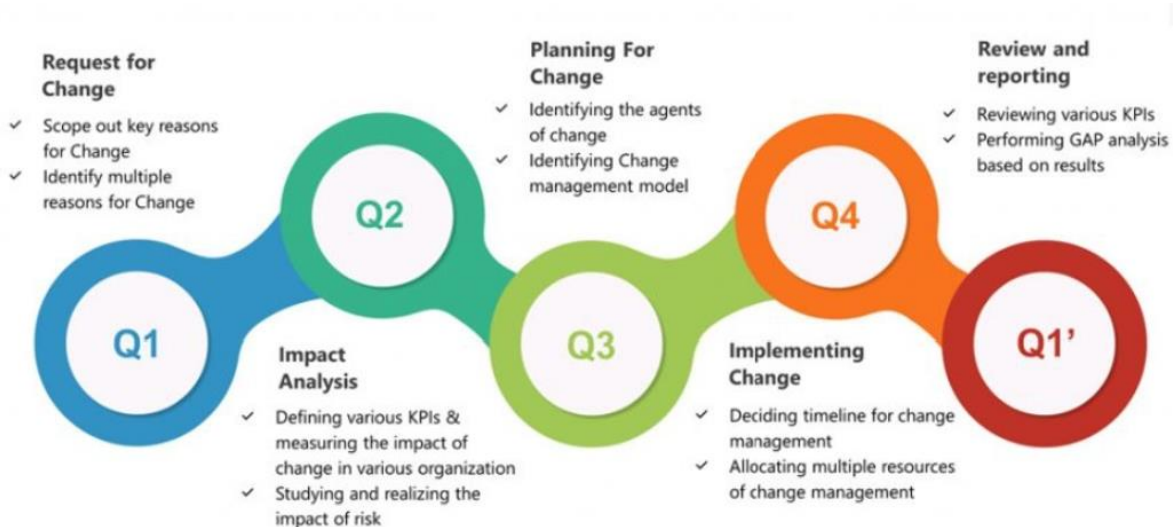 Request for
Change
✓ Scope out key reasons
for Change
✓ Identify multiple
reasons for Change
Q1
Q2
Impact
Analysis
✓ Defining various KPIs &
measuring the impact of
change in various organization
✓ Studying and realizing the
impact of risk
Planning For
Change
✓ Identifying the agents
of change
✓ Identifying Change
management model
Q3
Q4
Implementing
Change
✓ Deciding timeline for change
management
✓ Allocating multiple resources
of change management
Review and
reporting
✓ Reviewing various KPIs
✓ Performing GAP analysis
based on results
Q1’